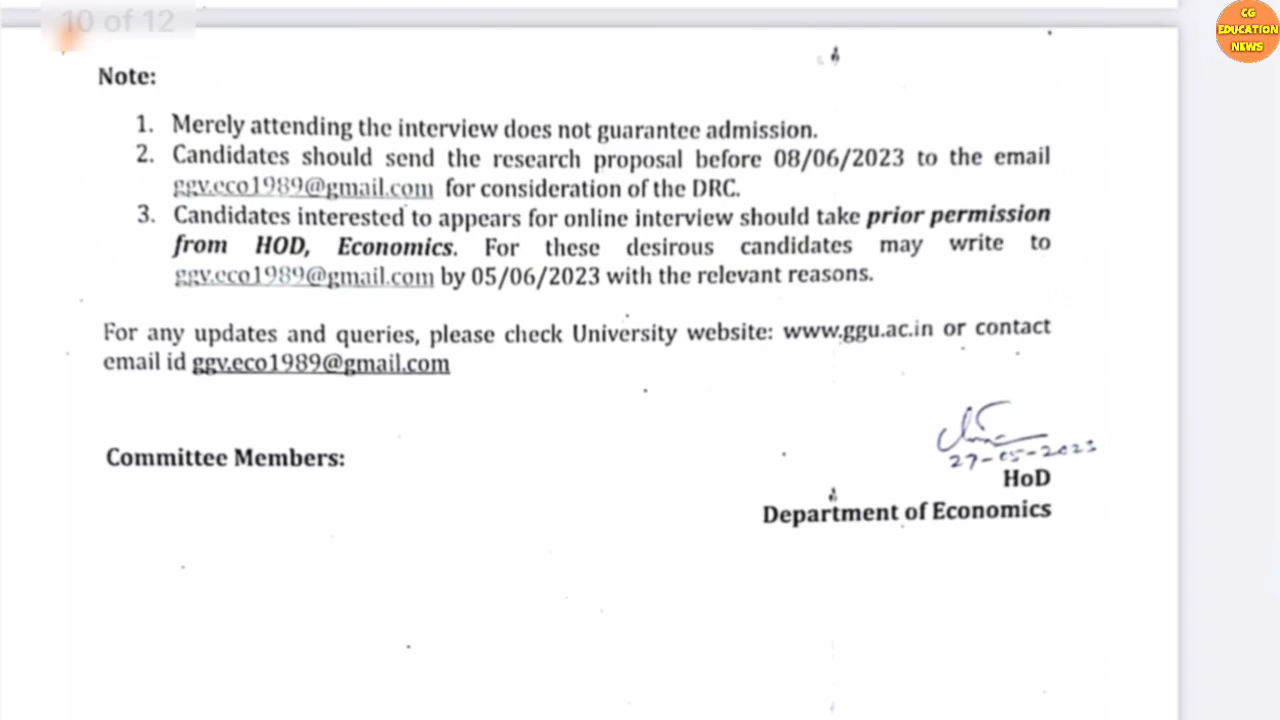 10 of 12
CG
EDUCATION
NEWS
Note:
1. Merely attending the interview does not guarantee admission.
2. Candidates should send the research proposal before 08/06/2023 to the email
ggv.eco1989@gmail.com for consideration of the DRC.
3. Candidates interested to appears for online interview should take prior permission
from HOD, Economics. For these desirous candidates may write to
ggv.eco1989@gmail.com by 05/06/2023 with the relevant reasons.
For any updates and queries, please check University website: www.ggu.ac.in or contact
email id ggv.eco1989@gmail.com
27-05-2023
Committee Members:
HoD
Department of Economics